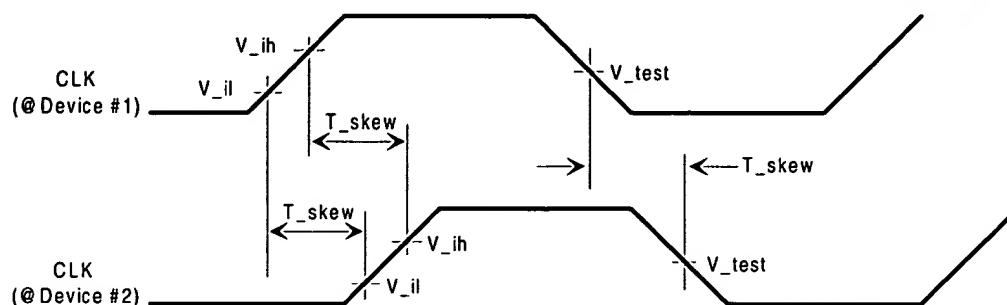 V_ih
V_test
CLK
(@Device #1)
V_il
T_skew
T_skew
T_skew
V_ih
V_test
CLK
(@Device #2)
V_il